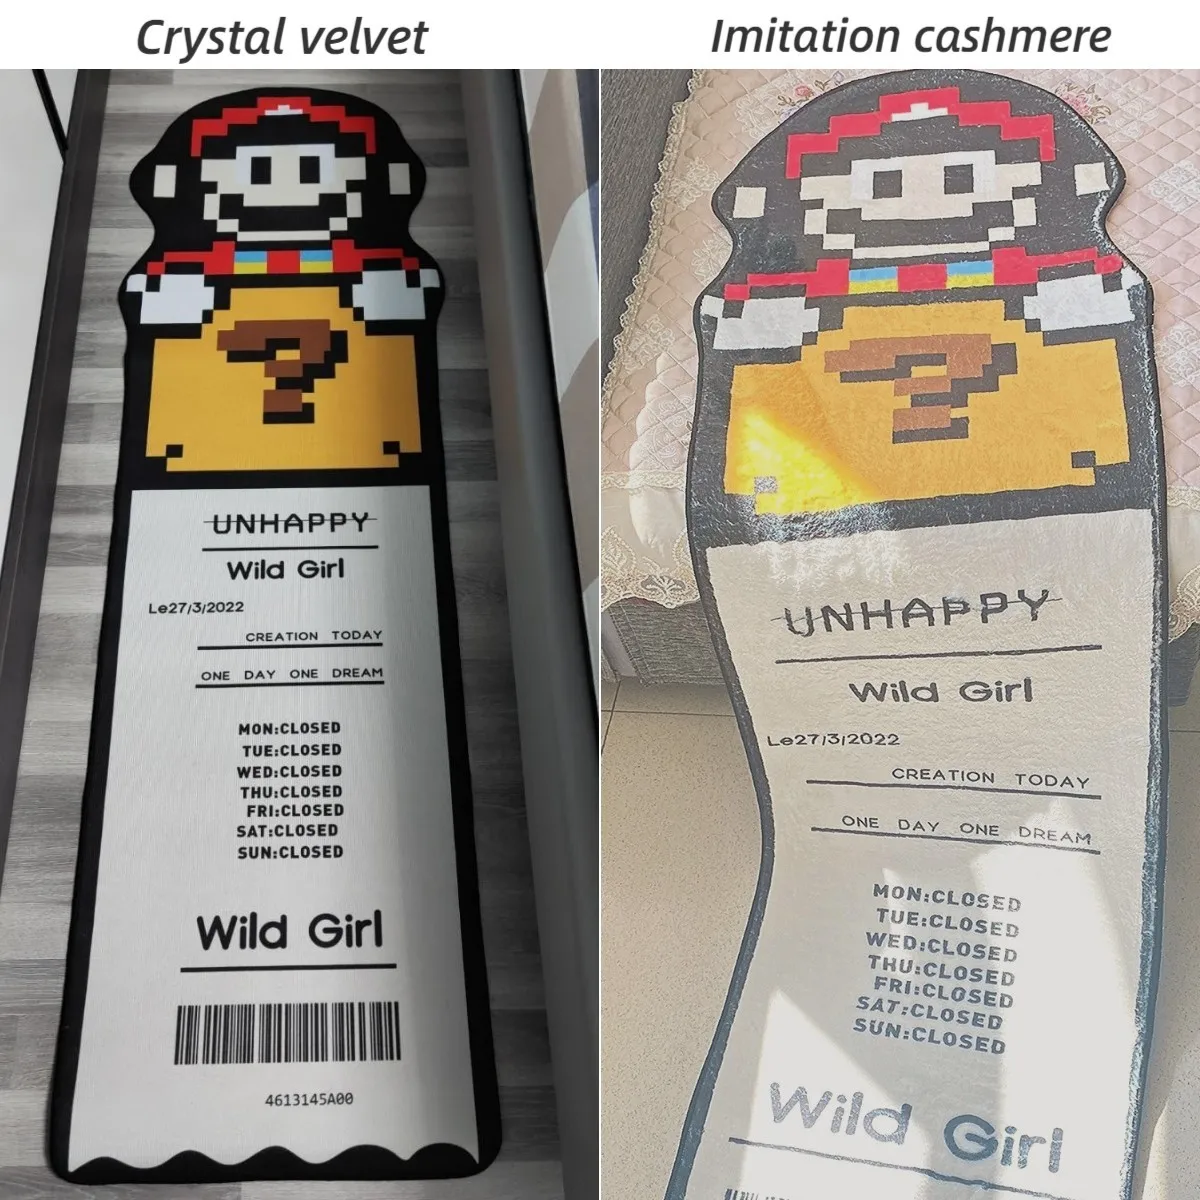 Crystal velvet
Imitation cashmere
?
UNHAPPY
Wild Girl
Le27/3/2022
CREATION TODAY
ONE DAY ONE DREAM
MON:CLOSED
TUE:CLOSED
WED:CLOSED
THU:CLOSED
FRI:CLOSED
SAT:CLOSED
SUN:CLOSED
Wild Girl
4613145A00
?
UNHAPPY
Wild Girl
Le27/3/2022
CREATION TODAY
ONE DAY ONE DREAM
MON:CLOSED
TUE:CLOSED
WED:CLOSED
THU:CLOSED
FRI:CLOSED
SAT:CLOSED
SUN:CLOSED
Wild Girl